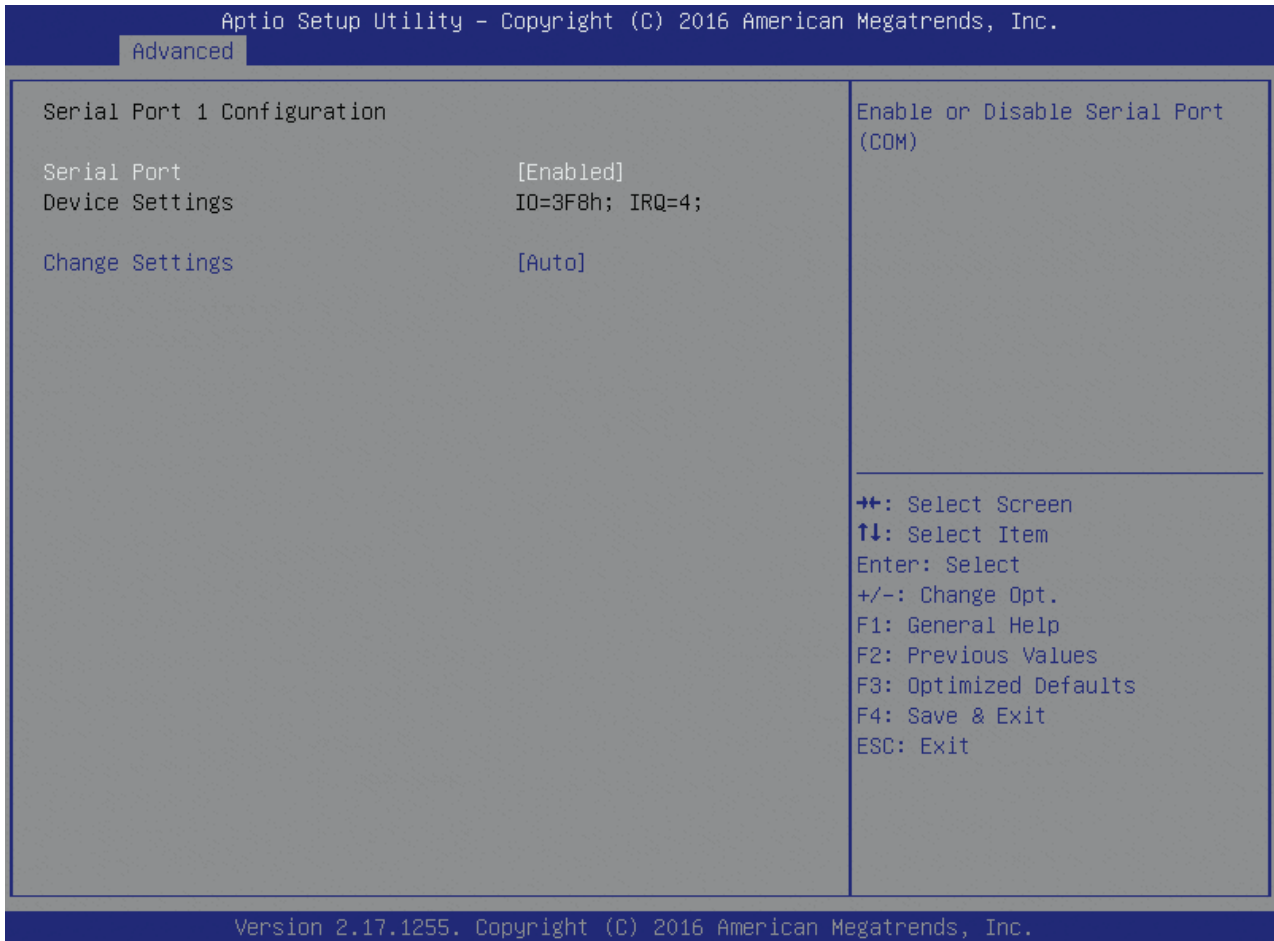 Aptio Setup Utility – Copyright (C) 2016 American Megatrends, Inc.
Advanced
Serial Port 1 Configuration
Serial Port [Enabled]
Device Settings IO=3F8h; IRQ=4;
Change Settings [Auto]
Enable or Disable Serial Port
(COM)
→←: Select Screen
↑↓: Select Item
Enter: Select
+/-: Change Opt.
F1: General Help
F2: Previous Values
F3: Optimized Defaults
F4: Save & Exit
ESC: Exit
Version 2.17.1255. Copyright (C) 2016 American Megatrends, Inc.